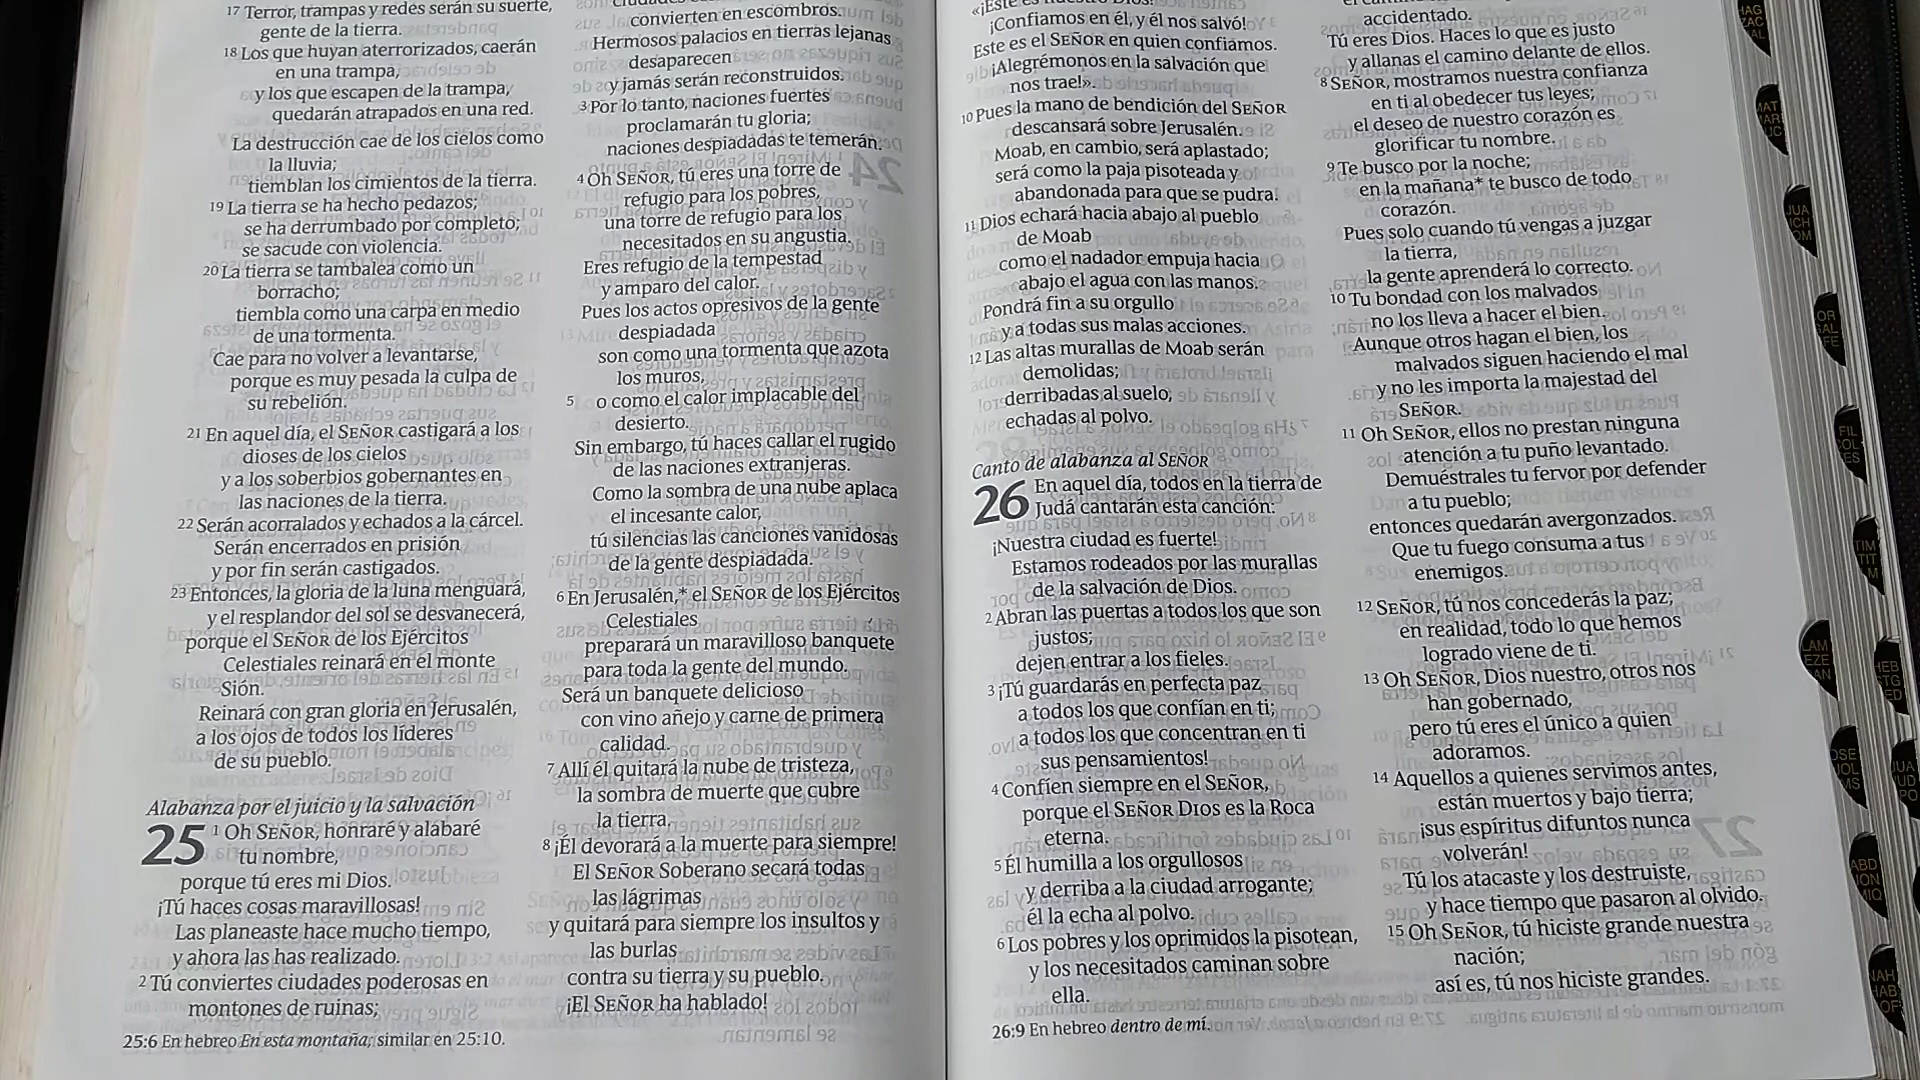 17 Terror, trampas y redes serán su suerte,
gente de la tierra.
18 Los que huyan aterrorizados, caerán
en una trampa,
y los que escapen de la trampa,
quedarán atrapados en una red.
La destrucción cae de los cielos como
la lluvia;
tiemblan los cimientos de la tierra.
19 La tierra se ha hecho pedazos;
se ha derrumbado por completo;
se sacude con violencia.
20 La tierra se tambalea como un
borracho;
tiembla como una carpa en medio
de una tormenta.
Cae para no volver a levantarse,
porque es muy pesada la culpa de
su rebelión.
21 En aquel día, el SEÑOR castigará a los
dioses de los cielos
y a los soberbios gobernantes en
las naciones de la tierra.
22 Serán acorralados y echados a la cárcel.
Serán encerrados en prisión
y por fin serán castigados.
23 Entonces, la gloria de la luna menguará,
y el resplandor del sol se desvanecerá,
porque el SEÑOR de los Ejércitos
Celestiales reinará en el monte
Sión.
Reinará con gran gloria en Jerusalén,
a los ojos de todos los líderes
de su pueblo.
Alabanza por el juicio y la salvación
25 1 Oh SEÑOR, honraré y alabaré
tu nombre,
porque tú eres mi Dios.
¡Tú haces cosas maravillosas!
Las planeaste hace mucho tiempo,
y ahora las has realizado.
2 Tú conviertes ciudades poderosas en
montones de ruinas;
25:6 En hebreo En esta montaña; similar en 25:10.
convierten en escombros.
Hermosos palacios en tierras lejanas
desaparecen
y jamás serán reconstruidos.
3 Por lo tanto, naciones fuertes
proclamarán tu gloria;
naciones despiadadas te temerán.
4 Oh SEÑOR, tú eres una torre de
refugio para los pobres,
una torre de refugio para los
necesitados en su angustia.
Eres refugio de la tempestad
y amparo del calor.
Pues los actos opresivos de la gente
despiadada
son como una tormenta que azota
los muros,
5 o como el calor implacable del
desierto.
Sin embargo, tú haces callar el rugido
de las naciones extranjeras.
Como la sombra de una nube aplaca
el incesante calor,
tú silencias las canciones vanidosas
de la gente despiadada.
6 En Jerusalén,* el SEÑOR de los Ejércitos
Celestiales
preparará un maravilloso banquete
para toda la gente del mundo.
Será un banquete delicioso
con vino añejo y carne de primera
calidad.
7 Allí él quitará la nube de tristeza,
la sombra de muerte que cubre
la tierra.
8 ¡Él devorará a la muerte para siempre!
El SEÑOR Soberano secará todas
las lágrimas
y quitará para siempre los insultos y
las burlas
contra su tierra y su pueblo.
¡El SEÑOR ha hablado!
¡Confiamos en él, y él nos salvó!
Este es el SEÑOR en quien confiamos.
¡Alegrémonos en la salvación que
nos trae!».
10 Pues la mano de bendición del SEÑOR
descansará sobre Jerusalén.
Moab, en cambio, será aplastado;
será como la paja pisoteada y
abandonada para que se pudra.
11 Dios echará hacia abajo al pueblo
de Moab
como el nadador empuja hacia
abajo el agua con las manos.
Pondrá fin a su orgullo
y a todas sus malas acciones.
12 Las altas murallas de Moab serán
demolidas;
derribadas al suelo,
echadas al polvo.
Canto de alabanza al SEÑOR
26 En aquel día, todos en la tierra de
Judá cantarán esta canción:
¡Nuestra ciudad es fuerte!
Estamos rodeados por las murallas
de la salvación de Dios.
2 Abran las puertas a todos los que son
justos;
dejen entrar a los fieles.
3 ¡Tú guardarás en perfecta paz
a todos los que confían en ti;
a todos los que concentran en ti
sus pensamientos!
4 Confíen siempre en el SEÑOR,
porque el SEÑOR DIOS es la Roca
eterna.
5 Él humilla a los orgullosos
y derriba a la ciudad arrogante;
él la echa al polvo.
6 Los pobres y los oprimidos la pisotean,
y los necesitados caminan sobre
ella.
26:9 En hebreo dentro de mí.
accidentado.
Tú eres Dios. Haces lo que es justo
y allanas el camino delante de ellos.
8 SEÑOR, mostramos nuestra confianza
en ti al obedecer tus leyes;
el deseo de nuestro corazón es
glorificar tu nombre.
9 Te busco por la noche;
en la mañana* te busco de todo
corazón.
Pues solo cuando tú vengas a juzgar
la tierra,
la gente aprenderá lo correcto.
10 Tu bondad con los malvados
no los lleva a hacer el bien.
Aunque otros hagan el bien, los
malvados siguen haciendo el mal
y no les importa la majestad del
SEÑOR.
11 Oh SEÑOR, ellos no prestan ninguna
atención a tu puño levantado.
Demuéstrales tu fervor por defender
a tu pueblo;
entonces quedarán avergonzados.
Que tu fuego consuma a tus
enemigos.
12 SEÑOR, tú nos concederás la paz;
en realidad, todo lo que hemos
logrado viene de ti.
13 Oh SEÑOR, Dios nuestro, otros nos
han gobernado,
pero tú eres el único a quien
adoramos.
14 Aquellos a quienes servimos antes,
están muertos y bajo tierra;
¡sus espíritus difuntos nunca
volverán!
Tú los atacaste y los destruiste,
y hace tiempo que pasaron al olvido.
15 Oh SEÑOR, tú hiciste grande nuestra
nación;
así es, tú nos hiciste grandes.